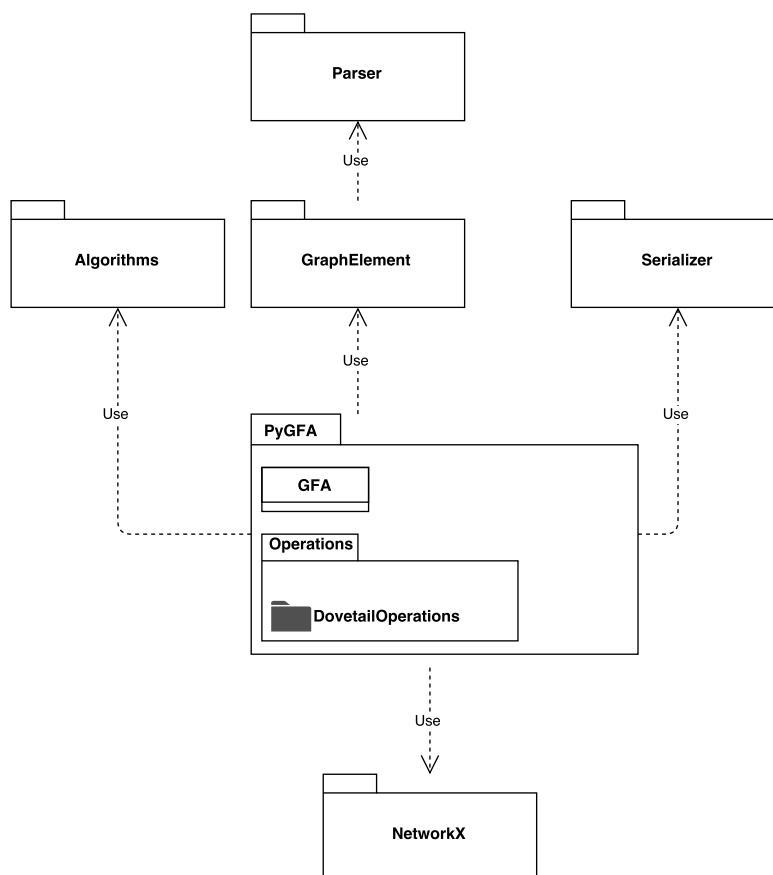 Parser
Use
Algorithms
GraphElement
Serializer
Use
Use
Use
PyGFA
GFA
Operations
DovetailOperations
Use
NetworkX